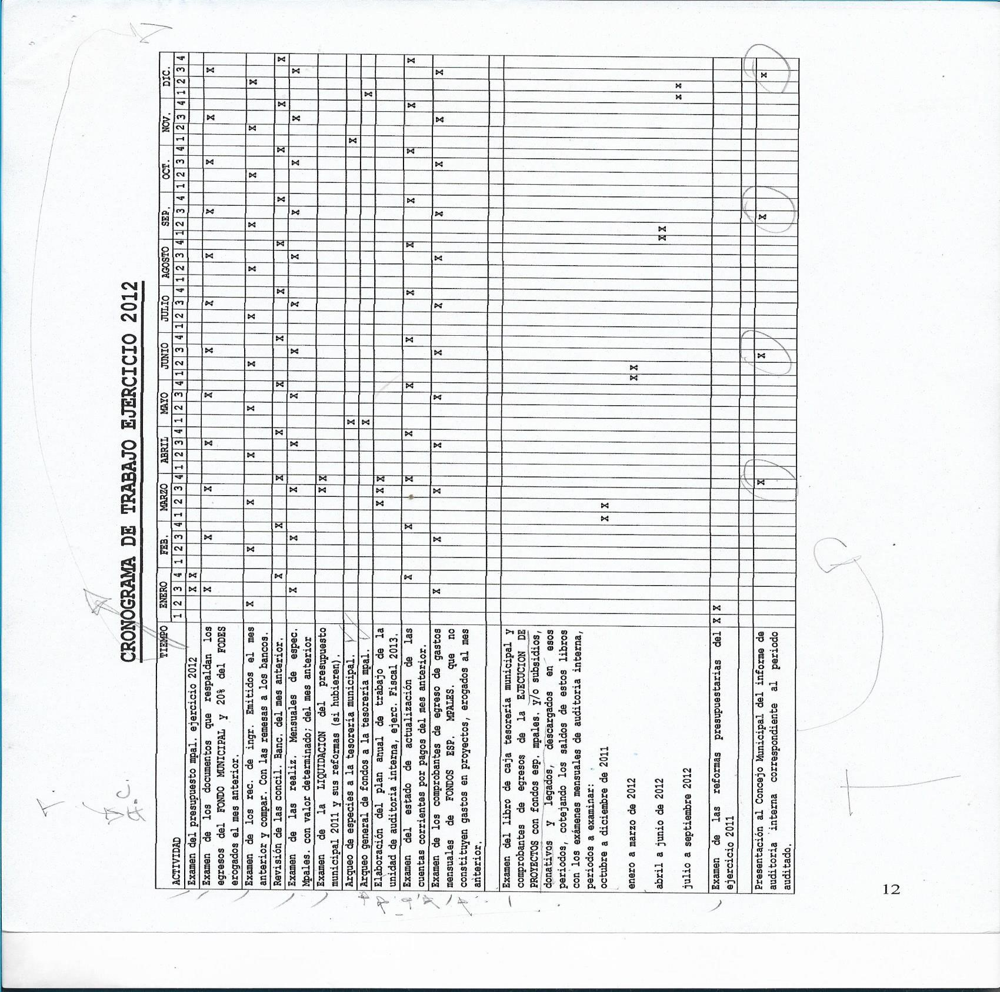 CRONOGRAMA DE TRABAJO EJERCICIO 2012
TIEMPO ENERO FEB. MARZO ABRIL MAYO JUNIO JULIO AGOSTO SEP. OCT. NOV. DIC.
ACTIVIDAD 1 2 3 4 1 2 3 4 1 2 3 4 1 2 3 4 1 2 3 4 1 2 3 4 1 2 3 4 1 2 3 4 1 2 3 4 1 2 3 4 1 2 3 4 1 2 3 4
Examen del presupuesto mpal. ejercicio 2012 X X
Examen de los documentos que respaldan los X X X X X X X X X X X X
egresos del FONDO MUNICIPAL y 20% del FODES
erogados el mes anterior.
Examen de los rec. de ingr. Emitidos el mes X X X X X X X X X X X X
anterior y compar. Con las remesas a los bancos.
Revisión de las concil. Banc. del mes anterior. X X X X X X X X X X X X
Examen de las realiz. Mensuales de espec. X X X X X X X X X X X X
Mpales. con valor determinado; del mes anterior
Examen de la LIQUIDACION del presupuesto X X
municipal 2011 y sus reformas (si hubieren).
Arqueo de especies a la tesorería municipal. X X
Arqueo general de fondos a la tesorería mpal. X X
Elaboración del plan anual de trabajo de la X X X
unidad de auditoria interna, ejerc. Fiscal 2013.
Examen del estado de actualización de las X X X X X X X X X X X X
cuentas corrientes por pagos del mes anterior.
Examen de los comprobantes de egreso de gastos X X X X X X X X X X X X
mensuales de FONDOS ESP. MPALES. que no
constituyen gastos en proyectos, erogados al mes
anterior.
Examen del libro de caja tesorería municipal y
comprobantes de egresos de la EJECUCION DE
PROYECTOS con fondos esp. mpales. y/o subsidios,
donativos y legados, descargados en esos
periodos, cotejando los saldos de estos libros
con los exámenes mensuales de auditoria interna,
periodos a examinar:
octubre a diciembre de 2011 X X
enero a marzo de 2012 X X
abril a junio de 2012 X X
julio a septiembre 2012 X X
Examen de las reformas presupuestarias del X X
ejercicio 2011
Presentación al Concejo Municipal del informe de X X X X
auditoria interna correspondiente al periodo
auditado.
12